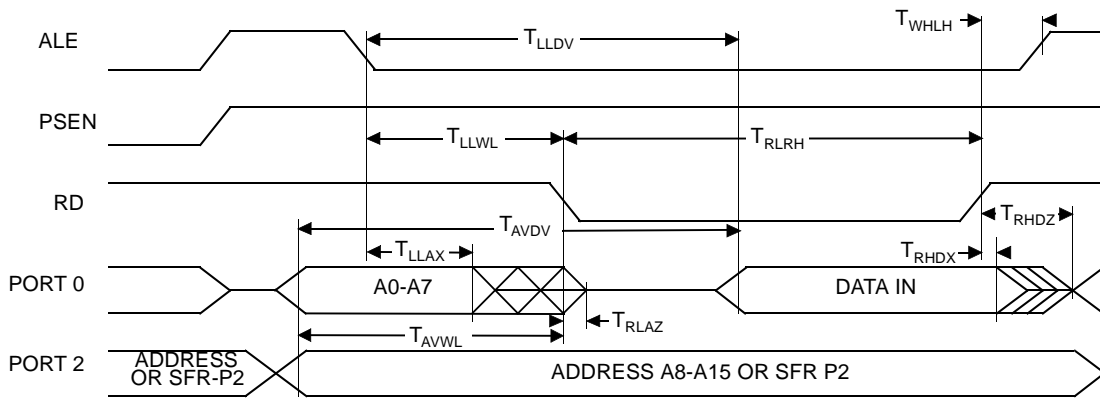 ALE
T_LLDV
T_WHLH
PSEN
T_LLWL
T_RLRH
RD
T_AVDV
T_RHDZ
T_LLAX
T_RHDX
PORT 0
A0-A7
DATA IN
T_RLAZ
T_AVWL
PORT 2
ADDRESS
OR SFR-P2
ADDRESS A8-A15 OR SFR P2